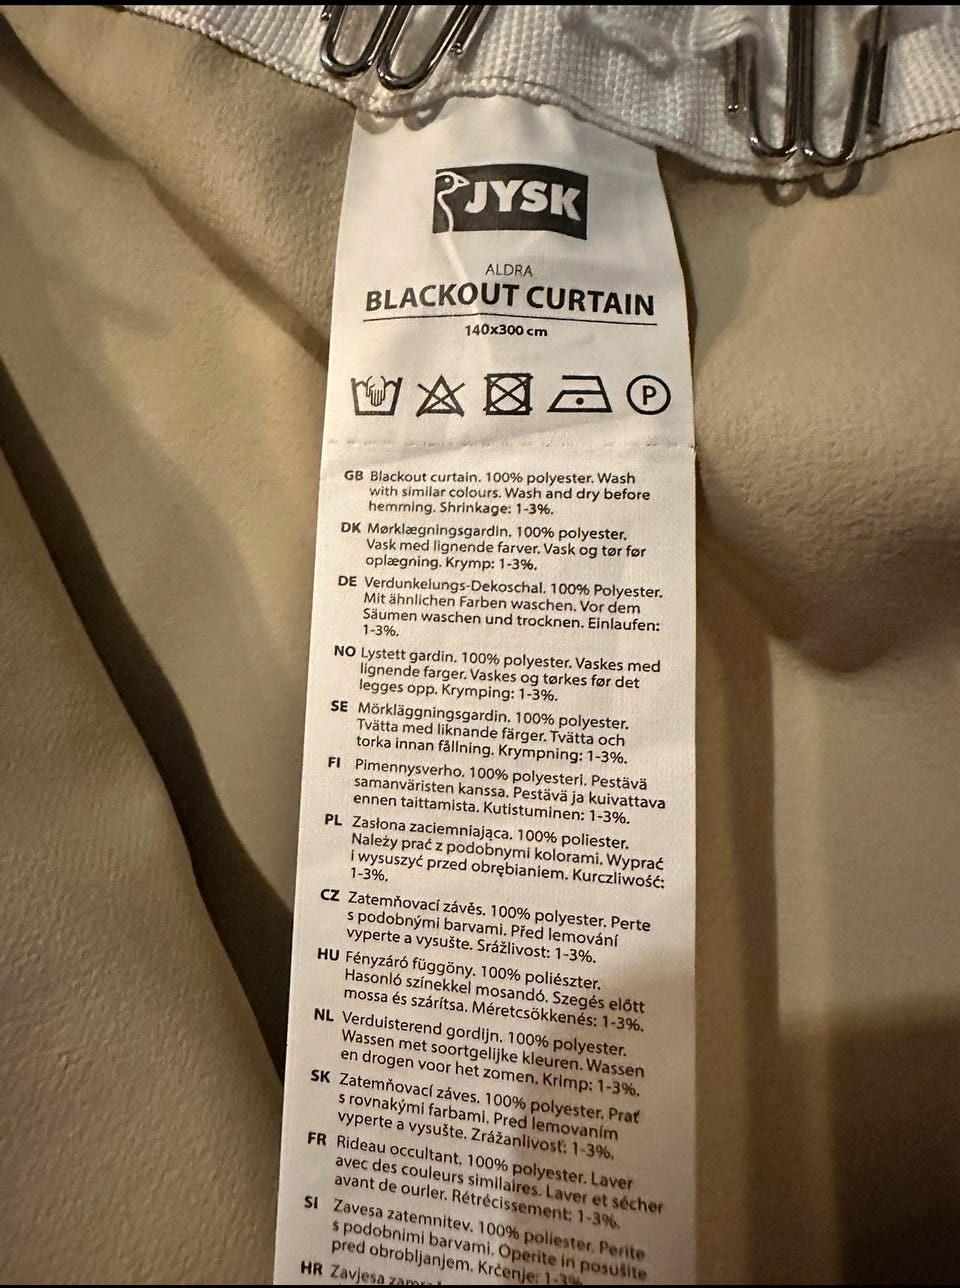 JYSK
ALDRA
BLACKOUT CURTAIN
140x300 cm
P
GB Blackout curtain. 100% polyester. Wash
with similar colours. Wash and dry before
hemming. Shrinkage: 1-3%.
DK Mørklægningsgardin. 100% polyester.
Vask med lignende farver. Vask og tør før
oplægning. Krymp: 1-3%.
DE Verdunkelungs-Dekoschal. 100% Polyester.
Mit ähnlichen Farben waschen. Vor dem
Säumen waschen und trocknen. Einlaufen:
1-3%.
NO Lystett gardin. 100% polyester. Vaskes med
lignende farger. Vaskes og tørkes før det
legges opp. Krymping: 1-3%.
SE Mörkläggningsgardin. 100% polyester.
Tvätta med liknande färger. Tvätta och
torka innan fållning. Krympning: 1-3%.
FI Pimennysverho. 100% polyesteri. Pestävä
samanväristen kanssa. Pestävä ja kuivattava
ennen taittamista. Kutistuminen: 1-3%.
PL Zasłona zaciemniająca. 100% poliester.
Należy prać z podobnymi kolorami. Wyprać
i wysuszyć przed obrębianiem. Kurczliwość:
1-3%.
CZ Zatemňovací závěs. 100% polyester. Perte
s podobnými barvami. Před lemování
vyperte a vysušte. Srážlivost: 1-3%.
HU Fényzáró függöny. 100% poliészter.
Hasonló színekkel mosandó. Szegés előtt
mossa és szárítsa. Méretcsökkenés: 1-3%.
NL Verduisterend gordijn. 100% polyester.
Wassen met soortgelijke kleuren. Wassen
en drogen voor het zomen. Krimp: 1-3%.
SK Zatemňovací záves. 100% polyester. Prať
s rovnakými farbami. Pred lemovaním
vyperte a vysušte. Zrážanlivosť: 1-3%.
FR Rideau occultant. 100% polyester. Laver
avec des couleurs similaires. Laver et sécher
avant de ourler. Rétrécissement: 1-3%.
SI Zavesa zatemnitev. 100% poliester. Perite
s podobnimi barvami. Operite in posušite
pred obrobljanjem. Krčenje: 1-3%.
HR Zavjesa